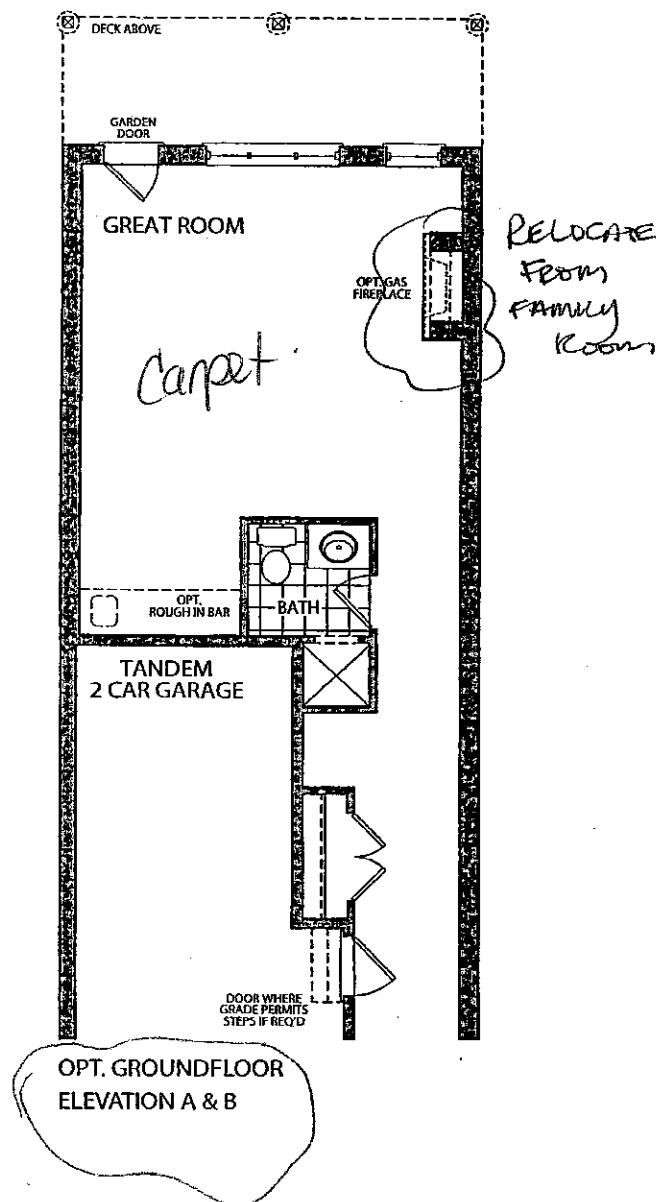 DECK ABOVE
GARDEN
DOOR
GREAT ROOM
OPT. GAS
FIREPLACE
RELOCATE
FROM
FAMILY
ROOM
Carpet
OPT.
ROUGH IN BAR
BATH
TANDEM
2 CAR GARAGE
DOOR WHERE
GRADE PERMITS
STEPS IF REQ'D
OPT. GROUNDFLOOR
ELEVATION A & B